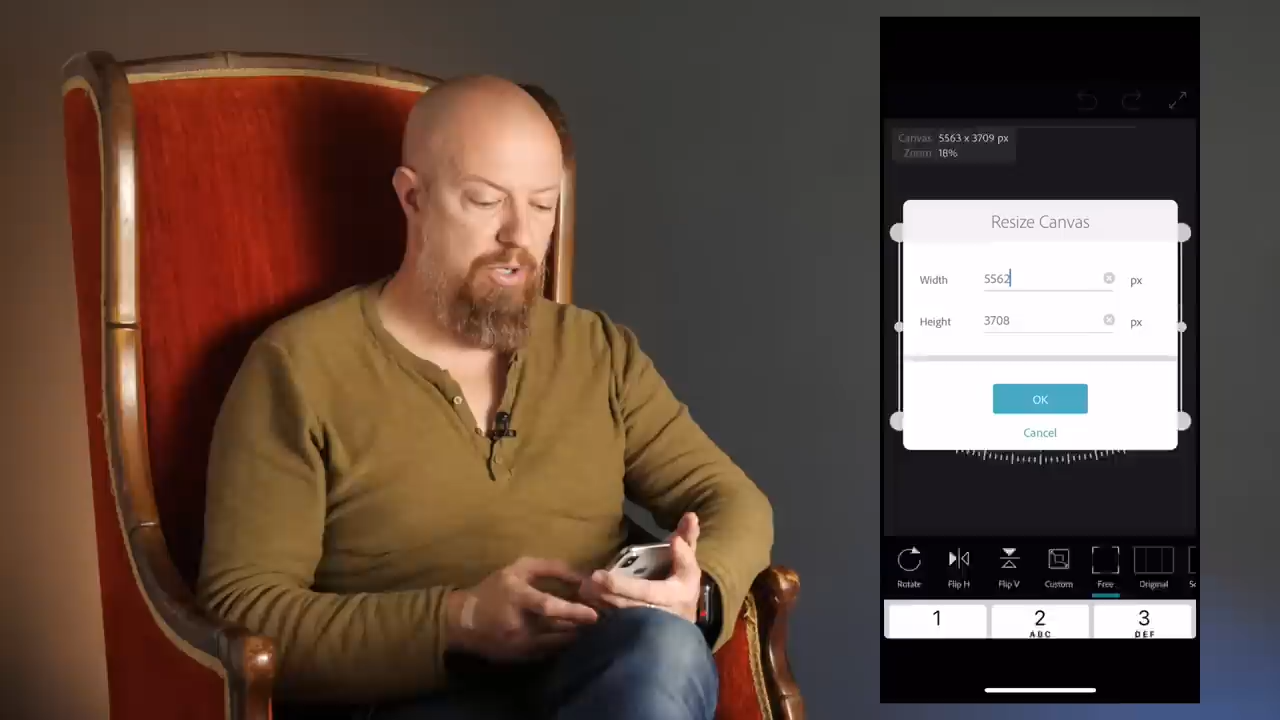 Canvas: 5563 x 3709 px
Zoom: 18%
Resize Canvas
Width 5562 px
Height 3708 px
OK
Cancel
Rotate Flip H Flip V Custom Free Original
1 2 3
ABC DEF